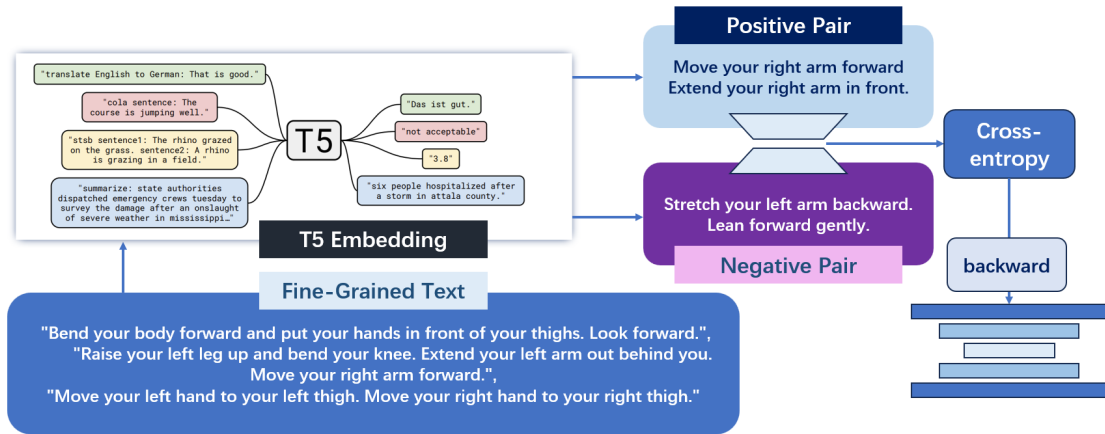 "translate English to German: That is good."
"cola sentence: The
course is jumping well."
"stsb sentence1: The rhino grazed
on the grass. sentence2: A rhino
is grazing in a field."
"summarize: state authorities
dispatched emergency crews tuesday to
survey the damage after an onslaught
of severe weather in mississippi…"
T5
"Das ist gut."
"not acceptable"
"3.8"
"six people hospitalized after
a storm in attala county."
T5 Embedding
Fine-Grained Text
"Bend your body forward and put your hands in front of your thighs. Look forward.",
"Raise your left leg up and bend your knee. Extend your left arm out behind you.
Move your right arm forward.",
"Move your left hand to your left thigh. Move your right hand to your right thigh."
Positive Pair
Move your right arm forward
Extend your right arm in front.
Stretch your left arm backward.
Lean forward gently.
Negative Pair
Cross-
entropy
backward